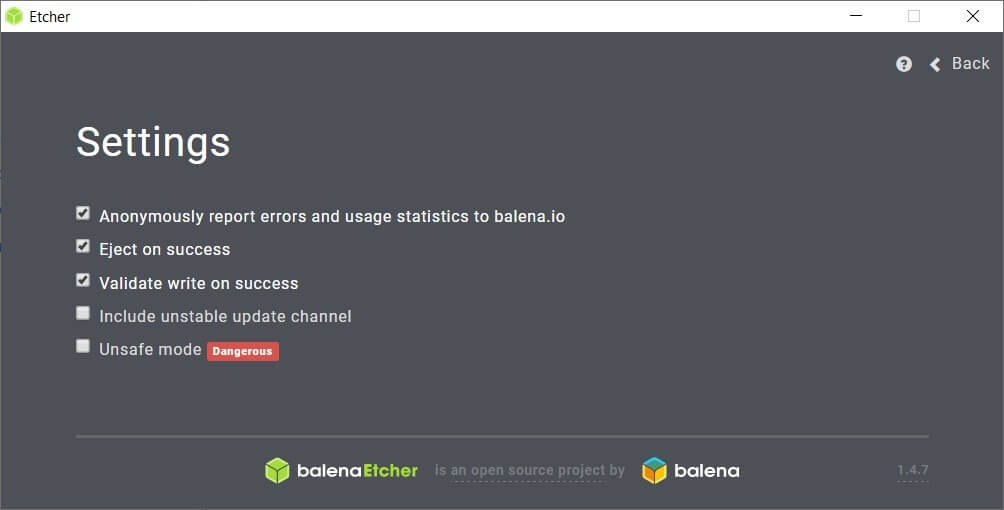 Etcher
Back
Settings
Anonymously report errors and usage statistics to balena.io
Eject on success
Validate write on success
Include unstable update channel
Unsafe mode Dangerous
balenaEtcher is an open source project by balena 1.4.7